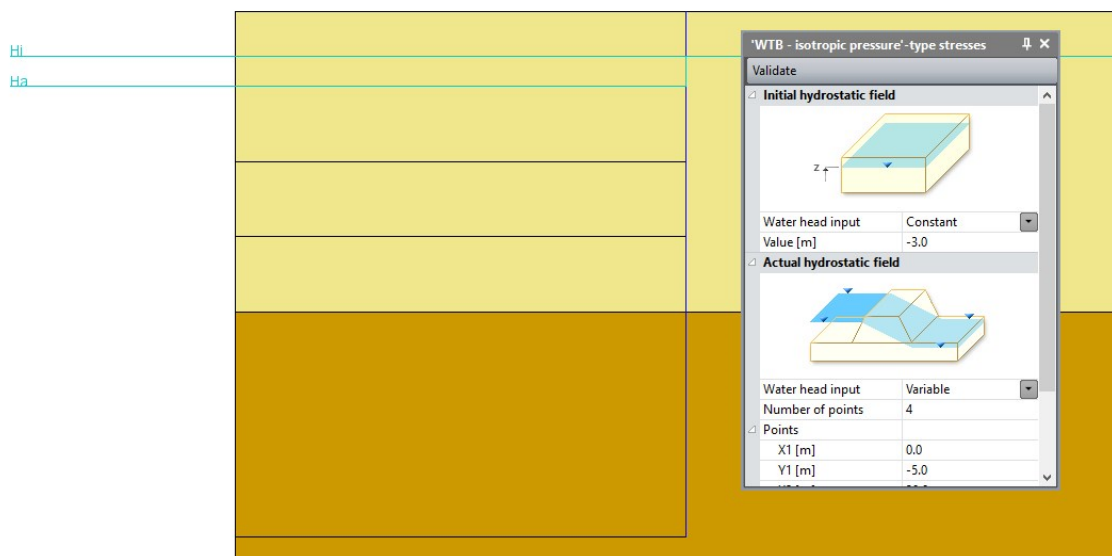 Hi
Ha
'WTB - isotropic pressure'-type stresses
Validate
Initial hydrostatic field
z
Water head input Constant
Value [m] -3.0
Actual hydrostatic field
Water head input Variable
Number of points 4
Points
X1 [m] 0.0
Y1 [m] -5.0